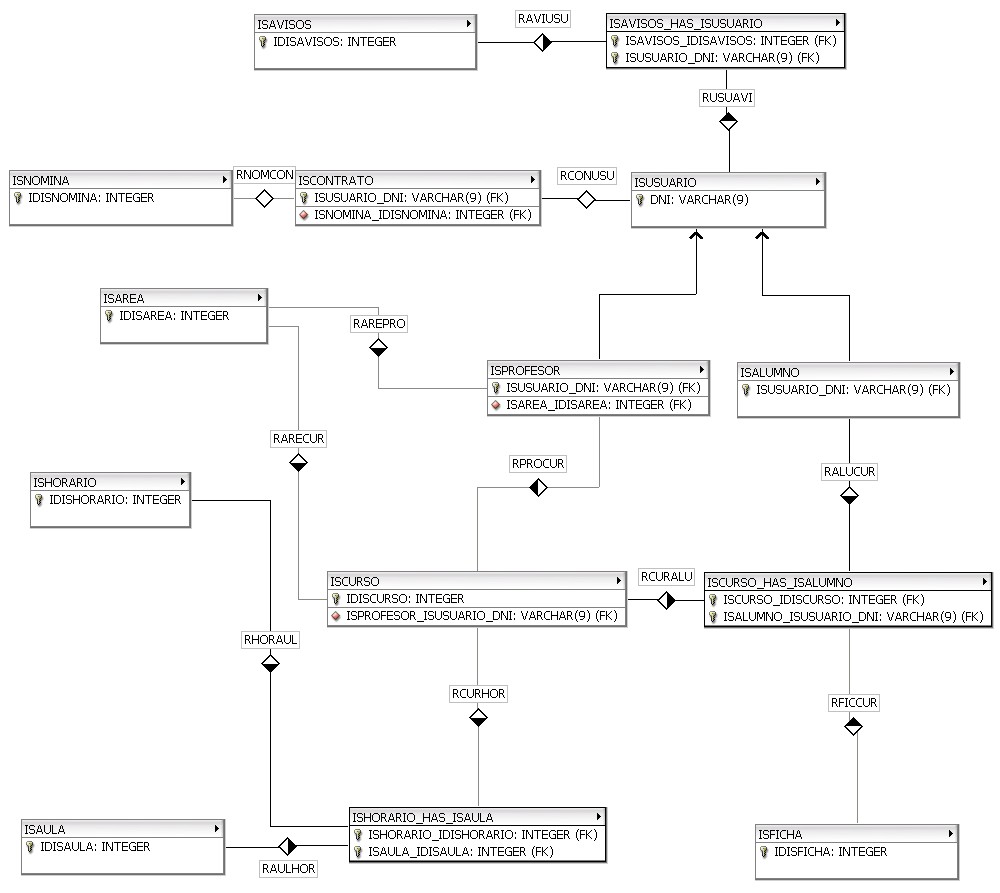 RAVIUSU
ISAVISOS
IDISAVISOS: INTEGER
ISAVISOS_HAS_ISUSUARIO
ISAVISOS_IDISAVISOS: INTEGER (FK)
ISUSUARIO_DNI: VARCHAR(9) (FK)
RUSUAVI
ISNOMINA
IDISNOMINA: INTEGER
RNOMCON
ISCONTRATO
ISUSUARIO_DNI: VARCHAR(9) (FK)
ISNOMINA_IDISNOMINA: INTEGER (FK)
RCONUSU
ISUSUARIO
DNI: VARCHAR(9)
ISAREA
IDISAREA: INTEGER
RAREPRO
ISPROFESOR
ISUSUARIO_DNI: VARCHAR(9) (FK)
ISAREA_IDISAREA: INTEGER (FK)
ISALUMNO
ISUSUARIO_DNI: VARCHAR(9) (FK)
RARECUR
RPROCUR
RALUCUR
ISHORARIO
IDISHORARIO: INTEGER
ISCURSO
IDISCURSO: INTEGER
ISPROFESOR_ISUSUARIO_DNI: VARCHAR(9) (FK)
RCURALU
ISCURSO_HAS_ISALUMNO
ISCURSO_IDISCURSO: INTEGER (FK)
ISALUMNO_ISUSUARIO_DNI: VARCHAR(9) (FK)
RHORAUL
RCURHOR
RFICCUR
ISHORARIO_HAS_ISAULA
ISHORARIO_IDISHORARIO: INTEGER (FK)
ISAULA_IDISAULA: INTEGER (FK)
ISAULA
IDISAULA: INTEGER
RAULHOR
ISFICHA
IDISFICHA: INTEGER